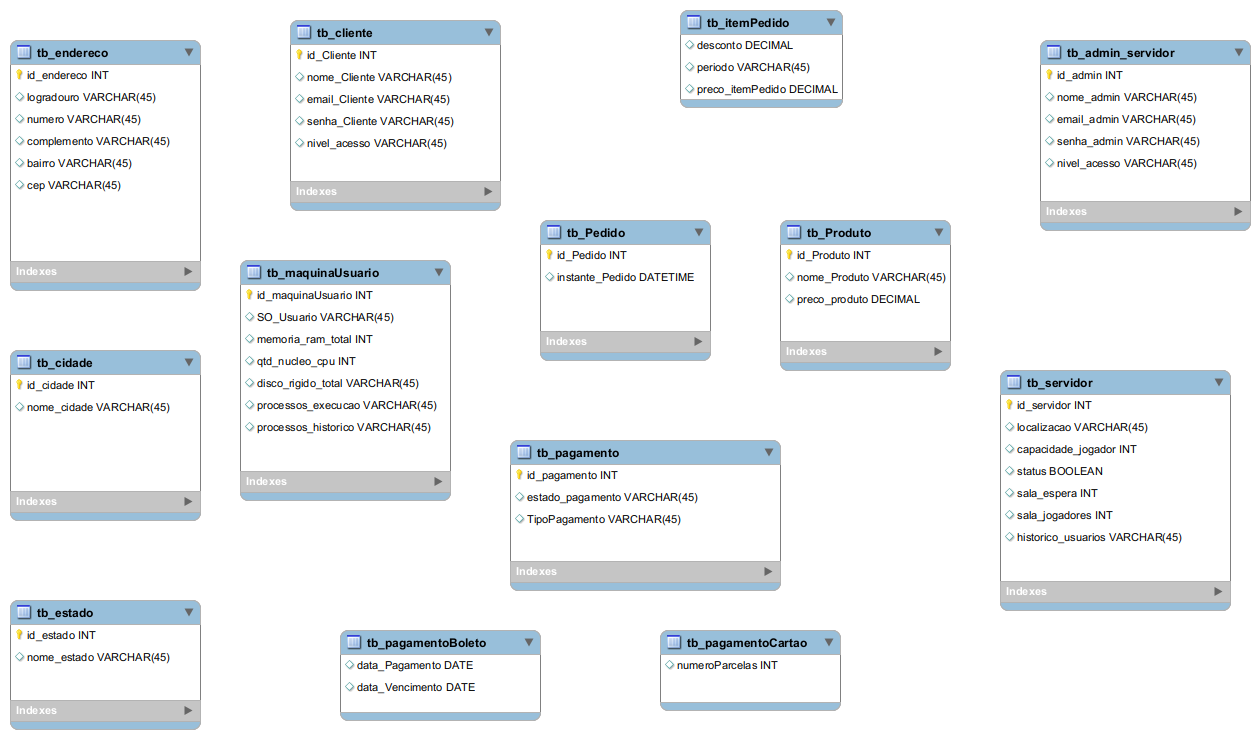 tb_endereco
id_endereco INT
logradouro VARCHAR(45)
numero VARCHAR(45)
complemento VARCHAR(45)
bairro VARCHAR(45)
cep VARCHAR(45)
Indexes
tb_cliente
id_Cliente INT
nome_Cliente VARCHAR(45)
email_Cliente VARCHAR(45)
senha_Cliente VARCHAR(45)
nivel_acesso VARCHAR(45)
Indexes
tb_itemPedido
desconto DECIMAL
periodo VARCHAR(45)
preco_itemPedido DECIMAL
tb_admin_servidor
id_admin INT
nome_admin VARCHAR(45)
email_admin VARCHAR(45)
senha_admin VARCHAR(45)
nivel_acesso VARCHAR(45)
Indexes
tb_maquinaUsuario
id_maquinaUsuario INT
SO_Usuario VARCHAR(45)
memoria_ram_total INT
qtd_nucleo_cpu INT
disco_rigido_total VARCHAR(45)
processos_execucao VARCHAR(45)
processos_historico VARCHAR(45)
Indexes
tb_Pedido
id_Pedido INT
instante_Pedido DATETIME
Indexes
tb_Produto
id_Produto INT
nome_Produto VARCHAR(45)
preco_produto DECIMAL
Indexes
tb_cidade
id_cidade INT
nome_cidade VARCHAR(45)
Indexes
tb_pagamento
id_pagamento INT
estado_pagamento VARCHAR(45)
TipoPagamento VARCHAR(45)
Indexes
tb_servidor
id_servidor INT
localizacao VARCHAR(45)
capacidade_jogador INT
status BOOLEAN
sala_espera INT
sala_jogadores INT
historico_usuarios VARCHAR(45)
Indexes
tb_estado
id_estado INT
nome_estado VARCHAR(45)
Indexes
tb_pagamentoBoleto
data_Pagamento DATE
data_Vencimento DATE
tb_pagamentoCartao
numeroParcelas INT